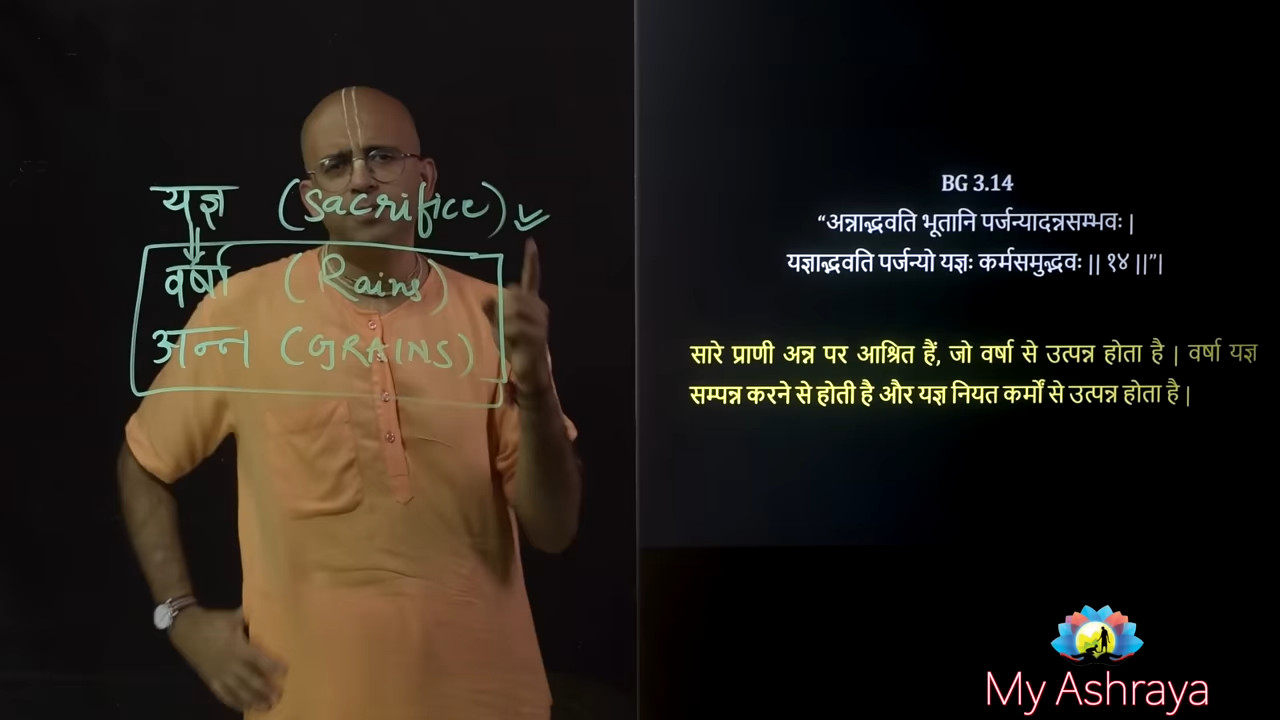 यज्ञ (Sacrifice)
वर्षा (Rains)
अन्न (GRAINS)
BG 3.14
“अन्नाद्भवति भूतानि पर्जन्यादन्नसम्भवः |
यज्ञाद्भवति पर्जन्यो यज्ञः कर्मसमुद्भवः || १४ ||”|
सारे प्राणी अन्न पर आश्रित हैं, जो वर्षा से उत्पन्न होता है | वर्षा यज्ञ
सम्पन्न करने से होती है और यज्ञ नियत कर्मों से उत्पन्न होता है |
My Ashraya